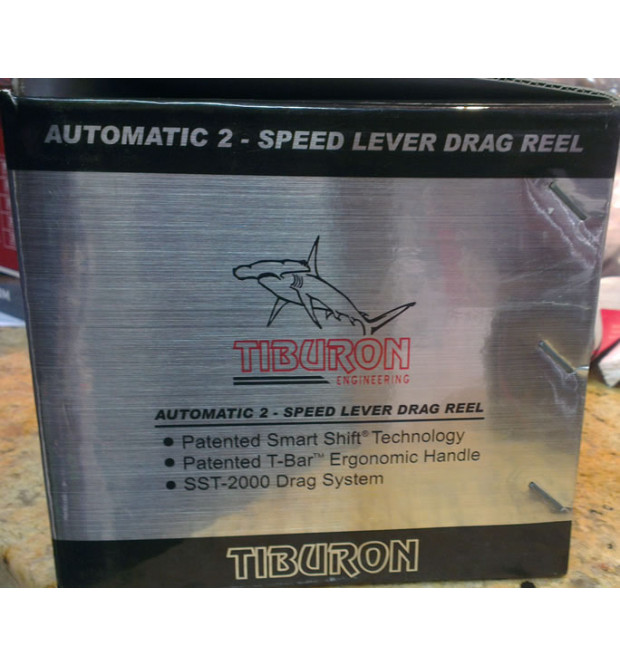 AUTOMATIC 2 - SPEED LEVER DRAG REEL
TIBURON
ENGINEERING
AUTOMATIC 2 - SPEED LEVER DRAG REEL
• Patented Smart Shift® Technology
• Patented T-Bar™ Ergonomic Handle
• SST-2000 Drag System
TIBURON